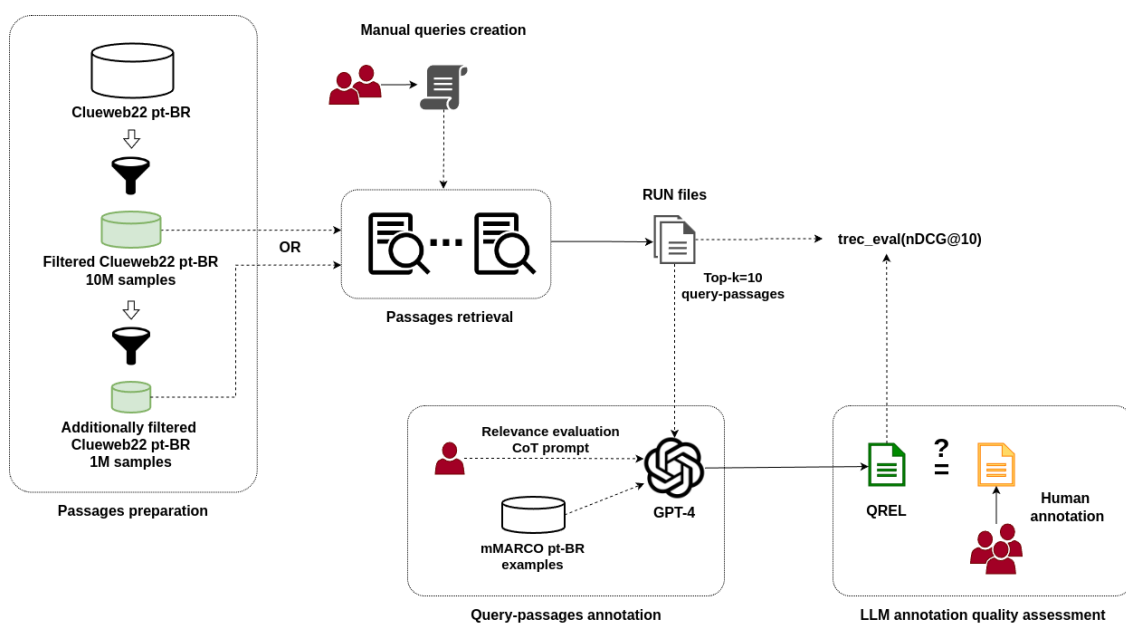 Manual queries creation
Clueweb22 pt-BR
Filtered Clueweb22 pt-BR
10M samples
Additionally filtered
Clueweb22 pt-BR
1M samples
Passages preparation
OR
Passages retrieval
RUN files
Top-k=10
query-passages
trec_eval(nDCG@10)
Relevance evaluation
CoT prompt
mMARCO pt-BR
examples
GPT-4
Query-passages annotation
QREL
?
=
Human
annotation
LLM annotation quality assessment